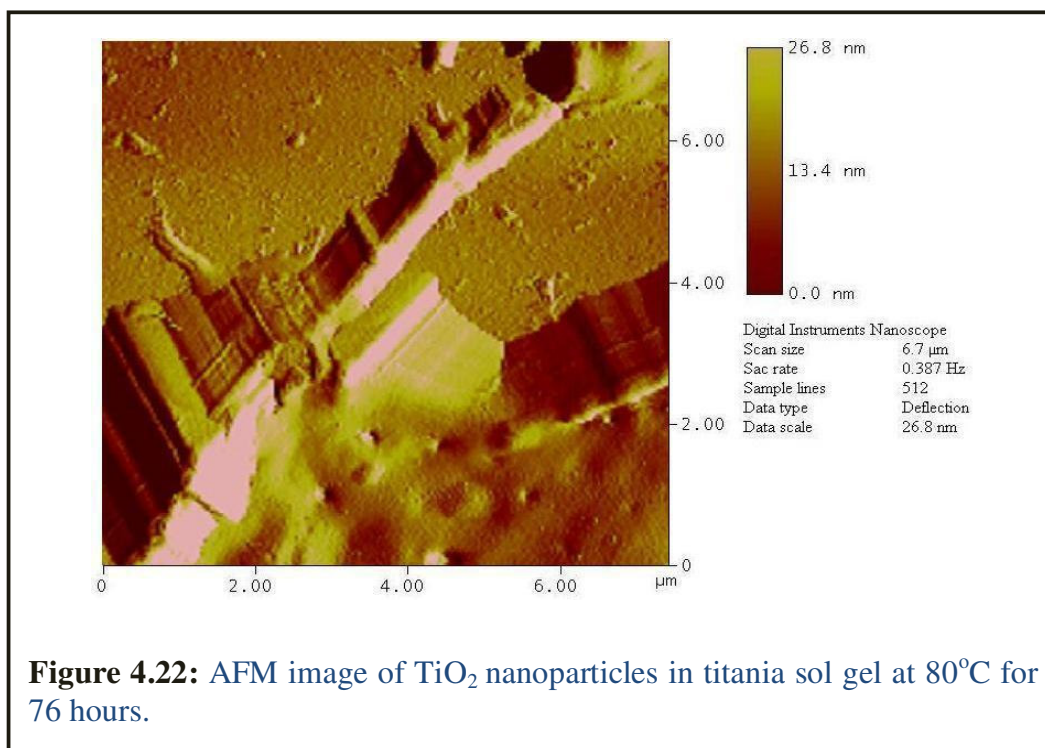 26.8 nm
13.4 nm
0.0 nm
6.00
4.00
2.00
0
0 2.00 4.00 6.00 µm
Digital Instruments Nanoscope
Scan size 6.7 µm
Sac rate 0.387 Hz
Sample lines 512
Data type Deflection
Data scale 26.8 nm
Figure 4.22: AFM image of TiO₂ nanoparticles in titania sol gel at 80°C for
76 hours.